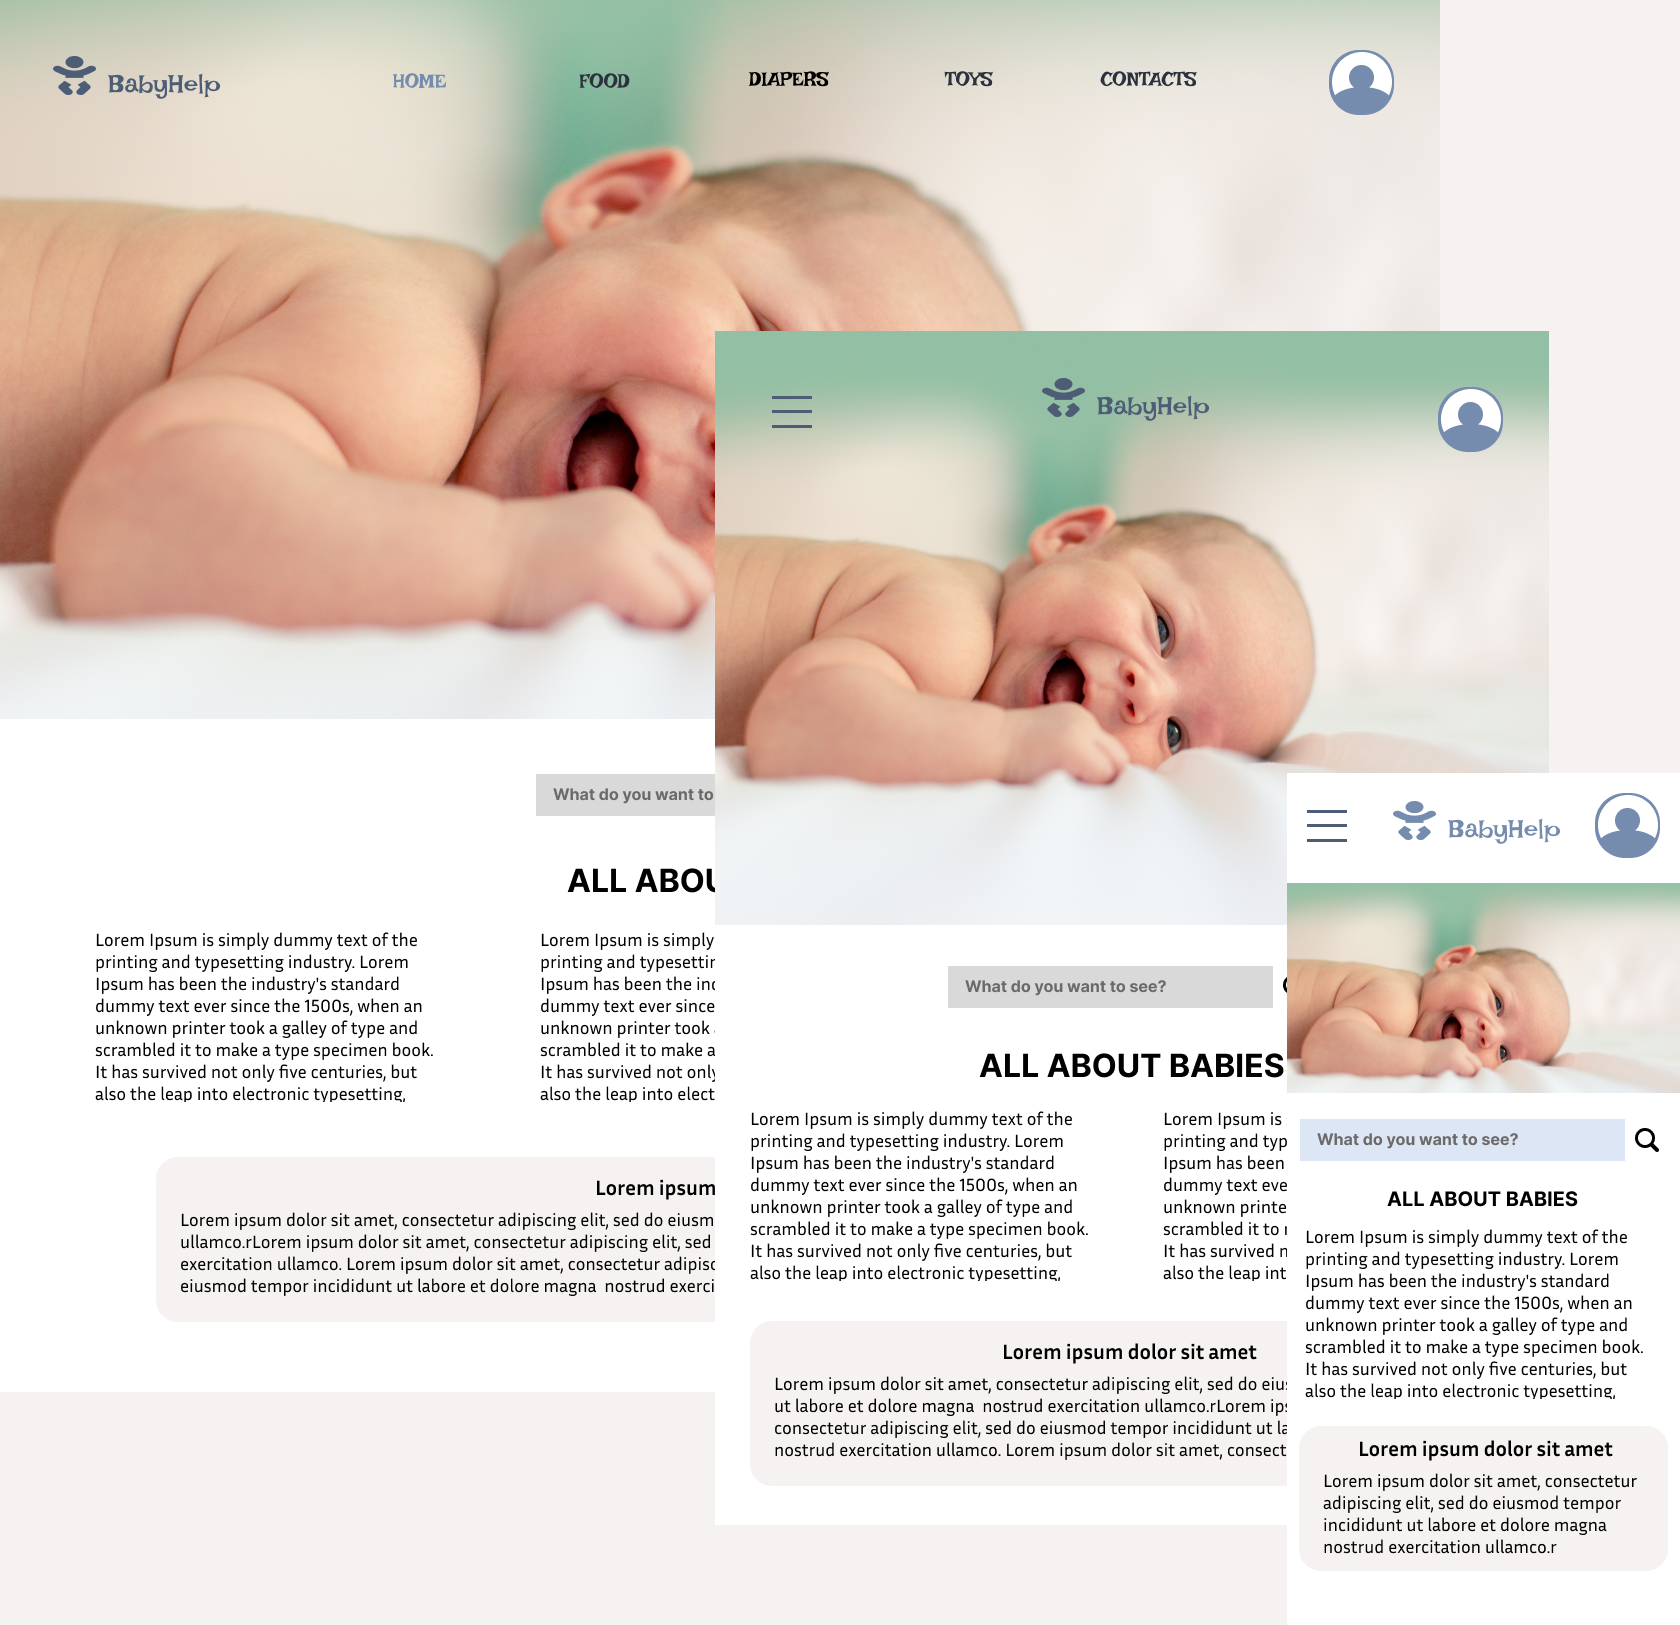 BabyHelp
HOME
FOOD
DIAPERS
TOYS
CONTACTS
What do you want to
ALL ABOU
Lorem Ipsum is simply dummy text of the
printing and typesetting industry. Lorem
Ipsum has been the industry's standard
dummy text ever since the 1500s, when an
unknown printer took a galley of type and
scrambled it to make a type specimen book.
It has survived not only five centuries, but
also the leap into electronic typesetting,
Lorem Ipsum is simply
printing and typesettin
Ipsum has been the ind
dummy text ever since
unknown printer took
scrambled it to make a
It has survived not only
also the leap into elect
Lorem ipsum
Lorem ipsum dolor sit amet, consectetur adipiscing elit, sed do eiusm
ullamco.rLorem ipsum dolor sit amet, consectetur adipiscing elit, sed
exercitation ullamco. Lorem ipsum dolor sit amet, consectetur adipisc
eiusmod tempor incididunt ut labore et dolore magna  nostrud exerci
BabyHelp
What do you want to see?
ALL ABOUT BABIES
Lorem Ipsum is simply dummy text of the
printing and typesetting industry. Lorem
Ipsum has been the industry's standard
dummy text ever since the 1500s, when an
unknown printer took a galley of type and
scrambled it to make a type specimen book.
It has survived not only five centuries, but
also the leap into electronic typesetting,
Lorem Ipsum is
printing and typ
Ipsum has been
dummy text eve
unknown printe
scrambled it to
It has survived n
also the leap int
Lorem ipsum dolor sit amet
Lorem ipsum dolor sit amet, consectetur adipiscing elit, sed do eius
ut labore et dolore magna  nostrud exercitation ullamco.rLorem ips
consectetur adipiscing elit, sed do eiusmod tempor incididunt ut la
nostrud exercitation ullamco. Lorem ipsum dolor sit amet, consect
BabyHelp
What do you want to see?
ALL ABOUT BABIES
Lorem Ipsum is simply dummy text of the
printing and typesetting industry. Lorem
Ipsum has been the industry's standard
dummy text ever since the 1500s, when an
unknown printer took a galley of type and
scrambled it to make a type specimen book.
It has survived not only five centuries, but
also the leap into electronic typesetting,
Lorem ipsum dolor sit amet
Lorem ipsum dolor sit amet, consectetur
adipiscing elit, sed do eiusmod tempor
incididunt ut labore et dolore magna
nostrud exercitation ullamco.r